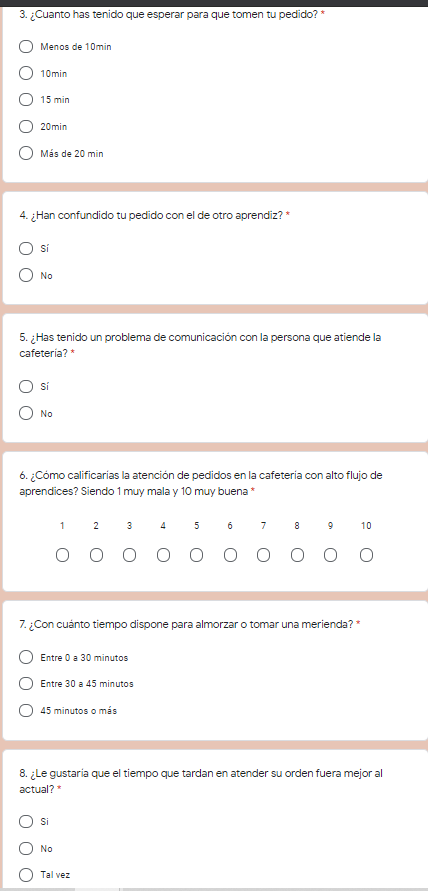 3. ¿Cuanto has tenido que esperar para que tomen tu pedido? *
Menos de 10min
10min
15 min
20min
Más de 20 min
4. ¿Han confundido tu pedido con el de otro aprendiz? *
Sí
No
5. ¿Has tenido un problema de comunicación con la persona que atiende la
cafetería? *
Sí
No
6. ¿Cómo calificarías la atención de pedidos en la cafetería con alto flujo de
aprendices? Siendo 1 muy mala y 10 muy buena *
1 2 3 4 5 6 7 8 9 10
7. ¿Con cuánto tiempo dispone para almorzar o tomar una merienda? *
Entre 0 a 30 minutos
Entre 30 a 45 minutos
45 minutos o más
8. ¿Le gustaría que el tiempo que tardan en atender su orden fuera mejor al
actual? *
Si
No
Tal vez